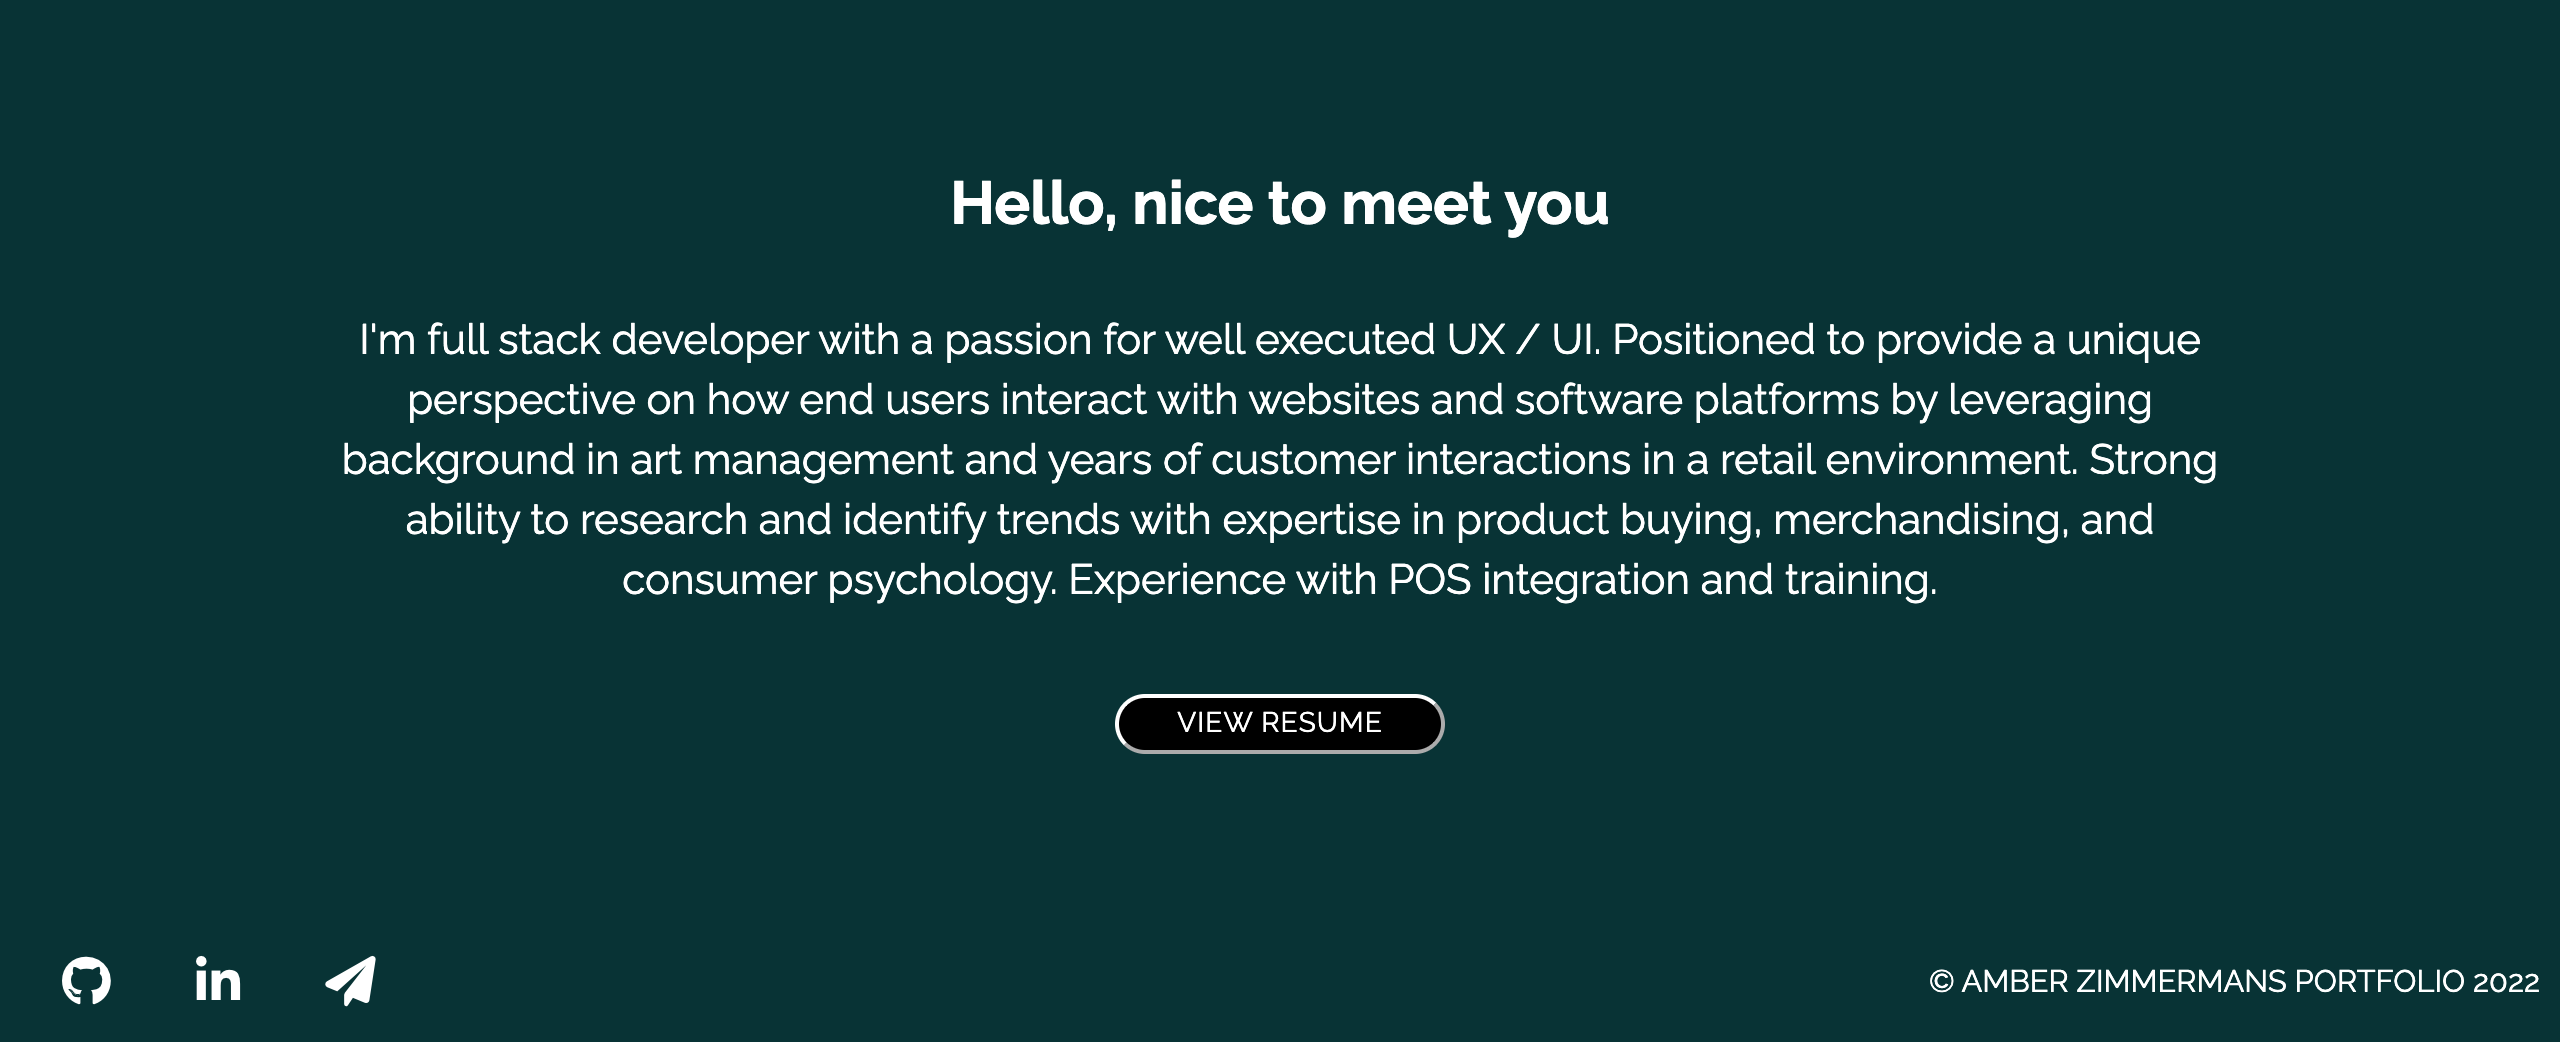 Hello, nice to meet you
I'm full stack developer with a passion for well executed UX / UI. Positioned to provide a unique
perspective on how end users interact with websites and software platforms by leveraging
background in art management and years of customer interactions in a retail environment. Strong
ability to research and identify trends with expertise in product buying, merchandising, and
consumer psychology. Experience with POS integration and training.
VIEW RESUME
in
© AMBER ZIMMERMANS PORTFOLIO 2022